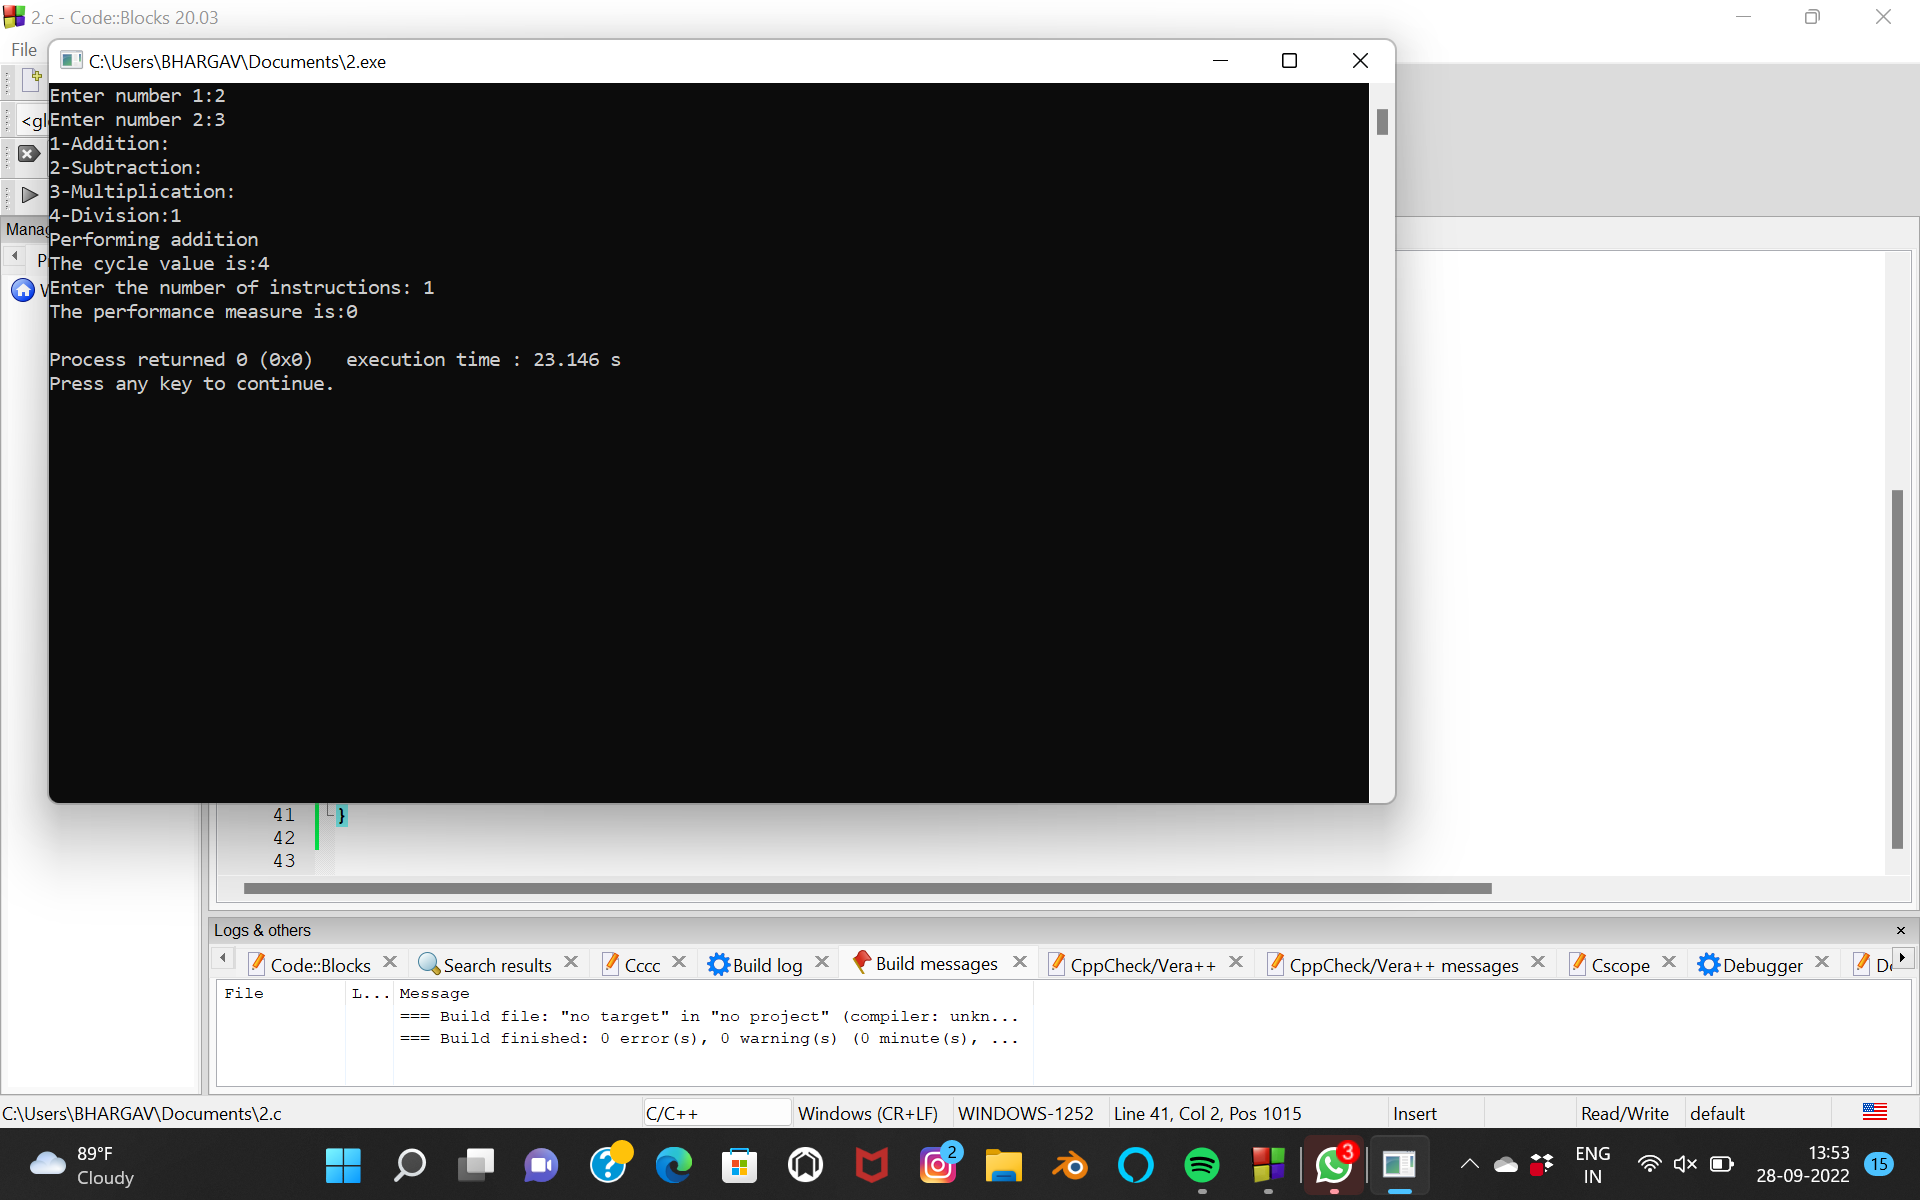 2.c - Code::Blocks 20.03
File
C:\Users\BHARGAV\Documents\2.exe
<gl
Enter number 1:2
Enter number 2:3
1-Addition:
2-Subtraction:
3-Multiplication:
4-Division:1
Performing addition
The cycle value is:4
Enter the number of instructions: 1
The performance measure is:0
Process returned 0 (0x0)   execution time : 23.146 s
Press any key to continue.
Manag
P
41 }
42
43
Logs & others
Code::Blocks Search results Cccc Build log Build messages CppCheck/Vera++ CppCheck/Vera++ messages Cscope Debugger
File L... Message
=== Build file: "no target" in "no project" (compiler: unkn...
=== Build finished: 0 error(s), 0 warning(s) (0 minute(s), ...
C:\Users\BHARGAV\Documents\2.c C/C++ Windows (CR+LF) WINDOWS-1252 Line 41, Col 2, Pos 1015 Insert Read/Write default
89°F
Cloudy
2
3
ENG
IN
13:53
28-09-2022
15